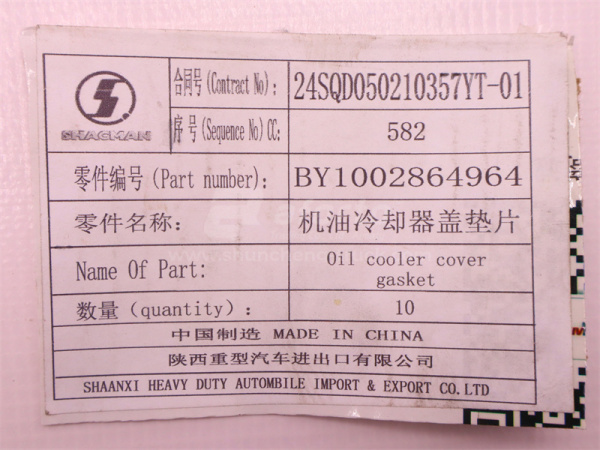 SHACMAN
合同号(Contract No): 24SQD050210357YT-01
序号(Sequence No)CC: 582
零件编号(Part number): BY1002864964
零件名称: 机油冷却器盖垫片
Name Of Part: Oil cooler cover
gasket
数量(quantity): 10
中国制造 MADE IN CHINA
陕西重型汽车进出口有限公司
SHAANXI HEAVY DUTY AUTOMBILE IMPORT & EXPORT CO.LTD